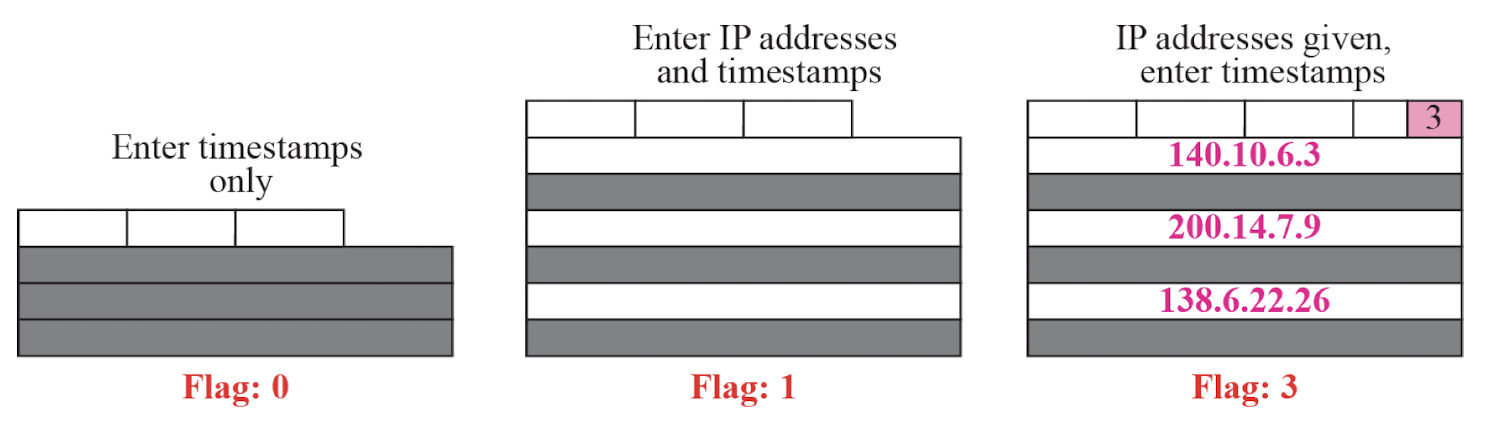 Enter timestamps
only
Flag: 0
Enter IP addresses
and timestamps
Flag: 1
IP addresses given,
enter timestamps
3
140.10.6.3
200.14.7.9
138.6.22.26
Flag: 3